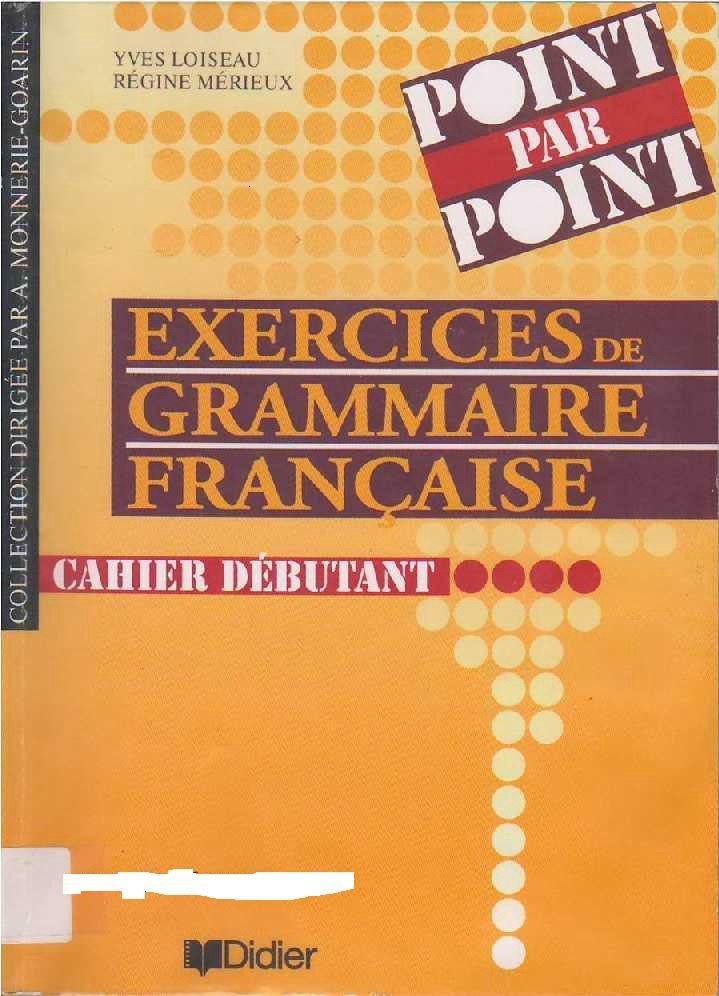 YVES LOISEAU
RÉGINE MÉRIEUX
POINT
PAR
POINT
COLLECTION DIRIGÉE PAR A. MONNERIE-GOARIN
EXERCICES DE
GRAMMAIRE
FRANÇAISE
CAHIER DÉBUTANT
Didier